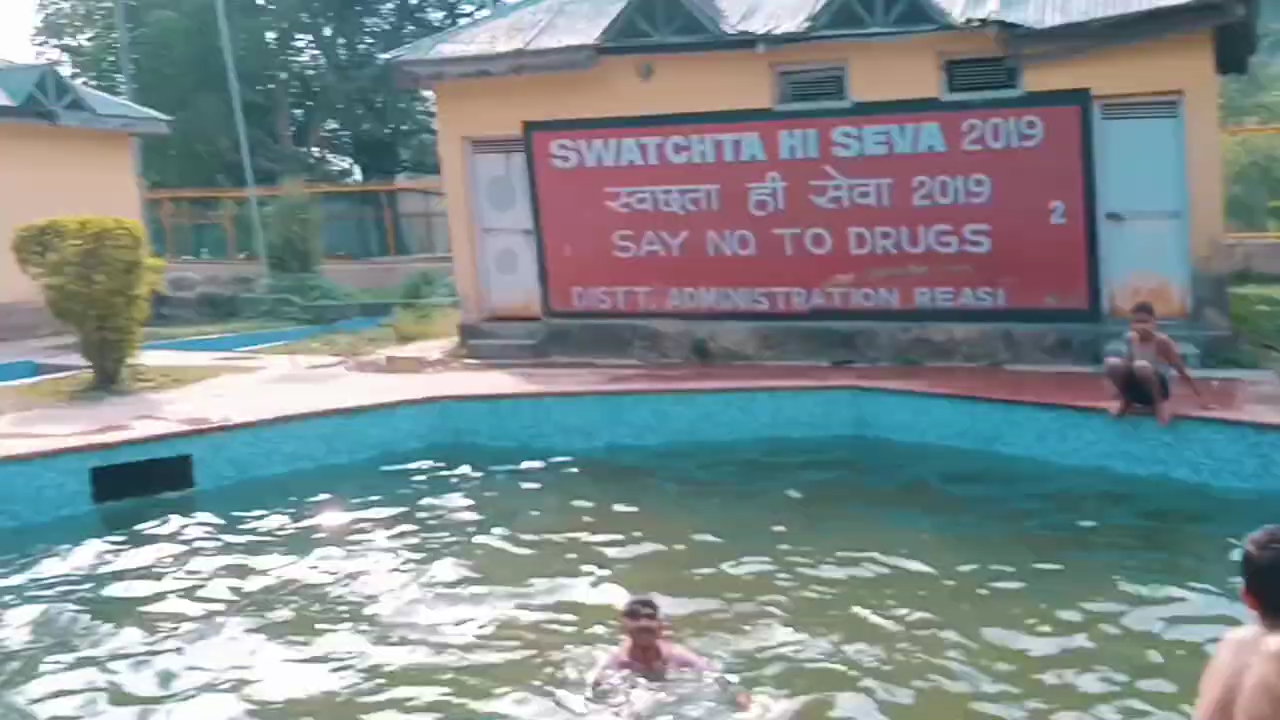 SWATCHTA HI SEVA 2019
स्वछता ही सेवा 2019
2
SAY NO TO DRUGS
DISTT. ADMINISTRATION REASI